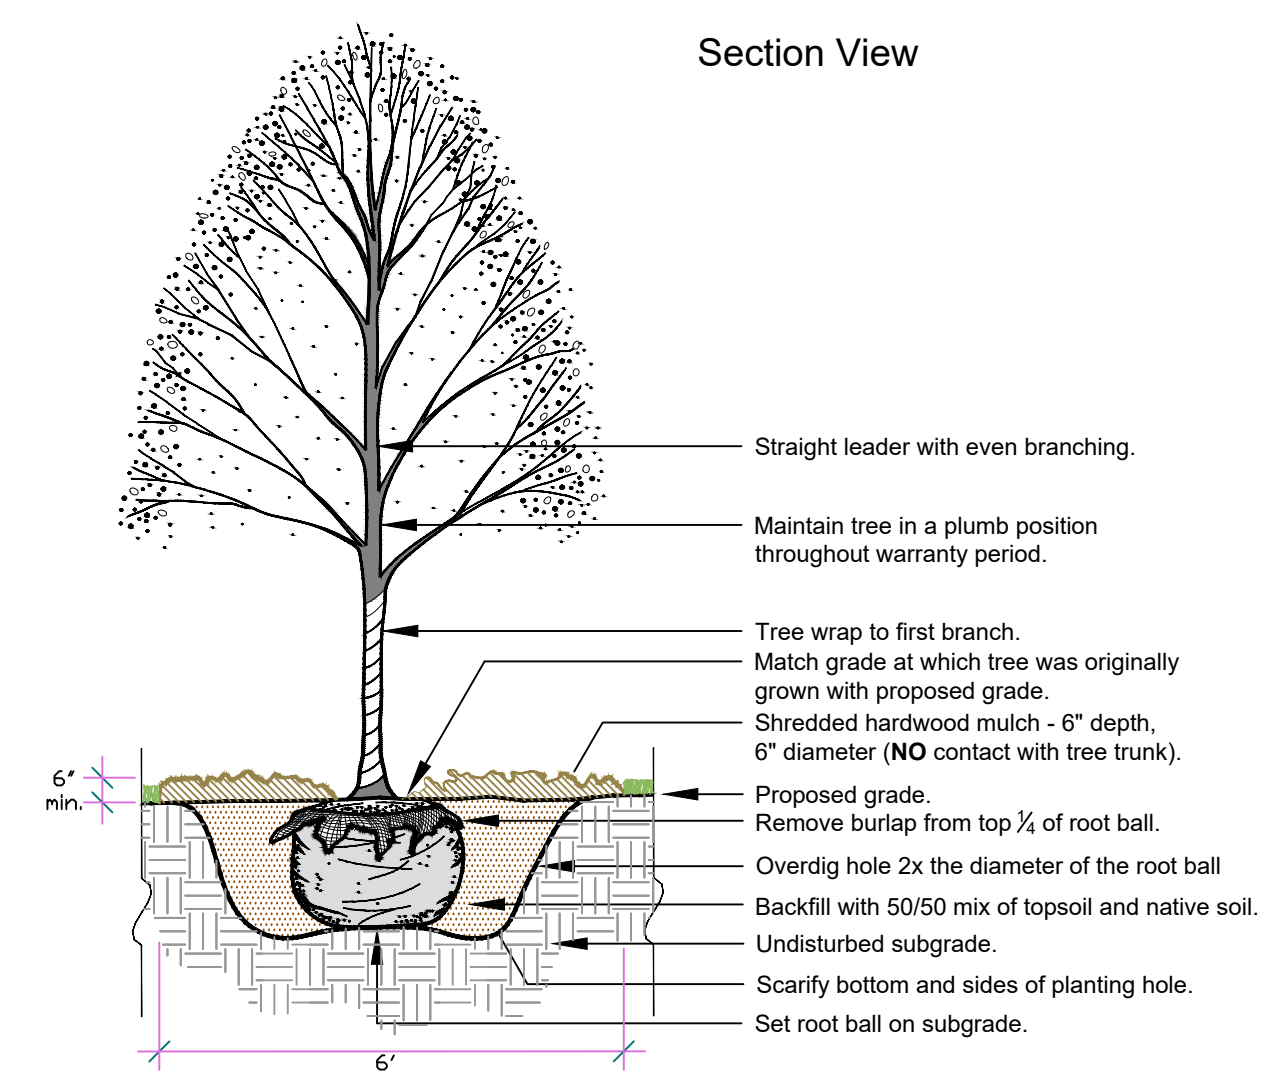 Section View
Straight leader with even branching.
Maintain tree in a plumb position
throughout warranty period.
Tree wrap to first branch.
Match grade at which tree was originally
grown with proposed grade.
Shredded hardwood mulch - 6" depth,
6" diameter (NO contact with tree trunk).
6"
min.
Proposed grade.
Remove burlap from top 1/4 of root ball.
Overdig hole 2x the diameter of the root ball
Backfill with 50/50 mix of topsoil and native soil.
Undisturbed subgrade.
Scarify bottom and sides of planting hole.
Set root ball on subgrade.
6'